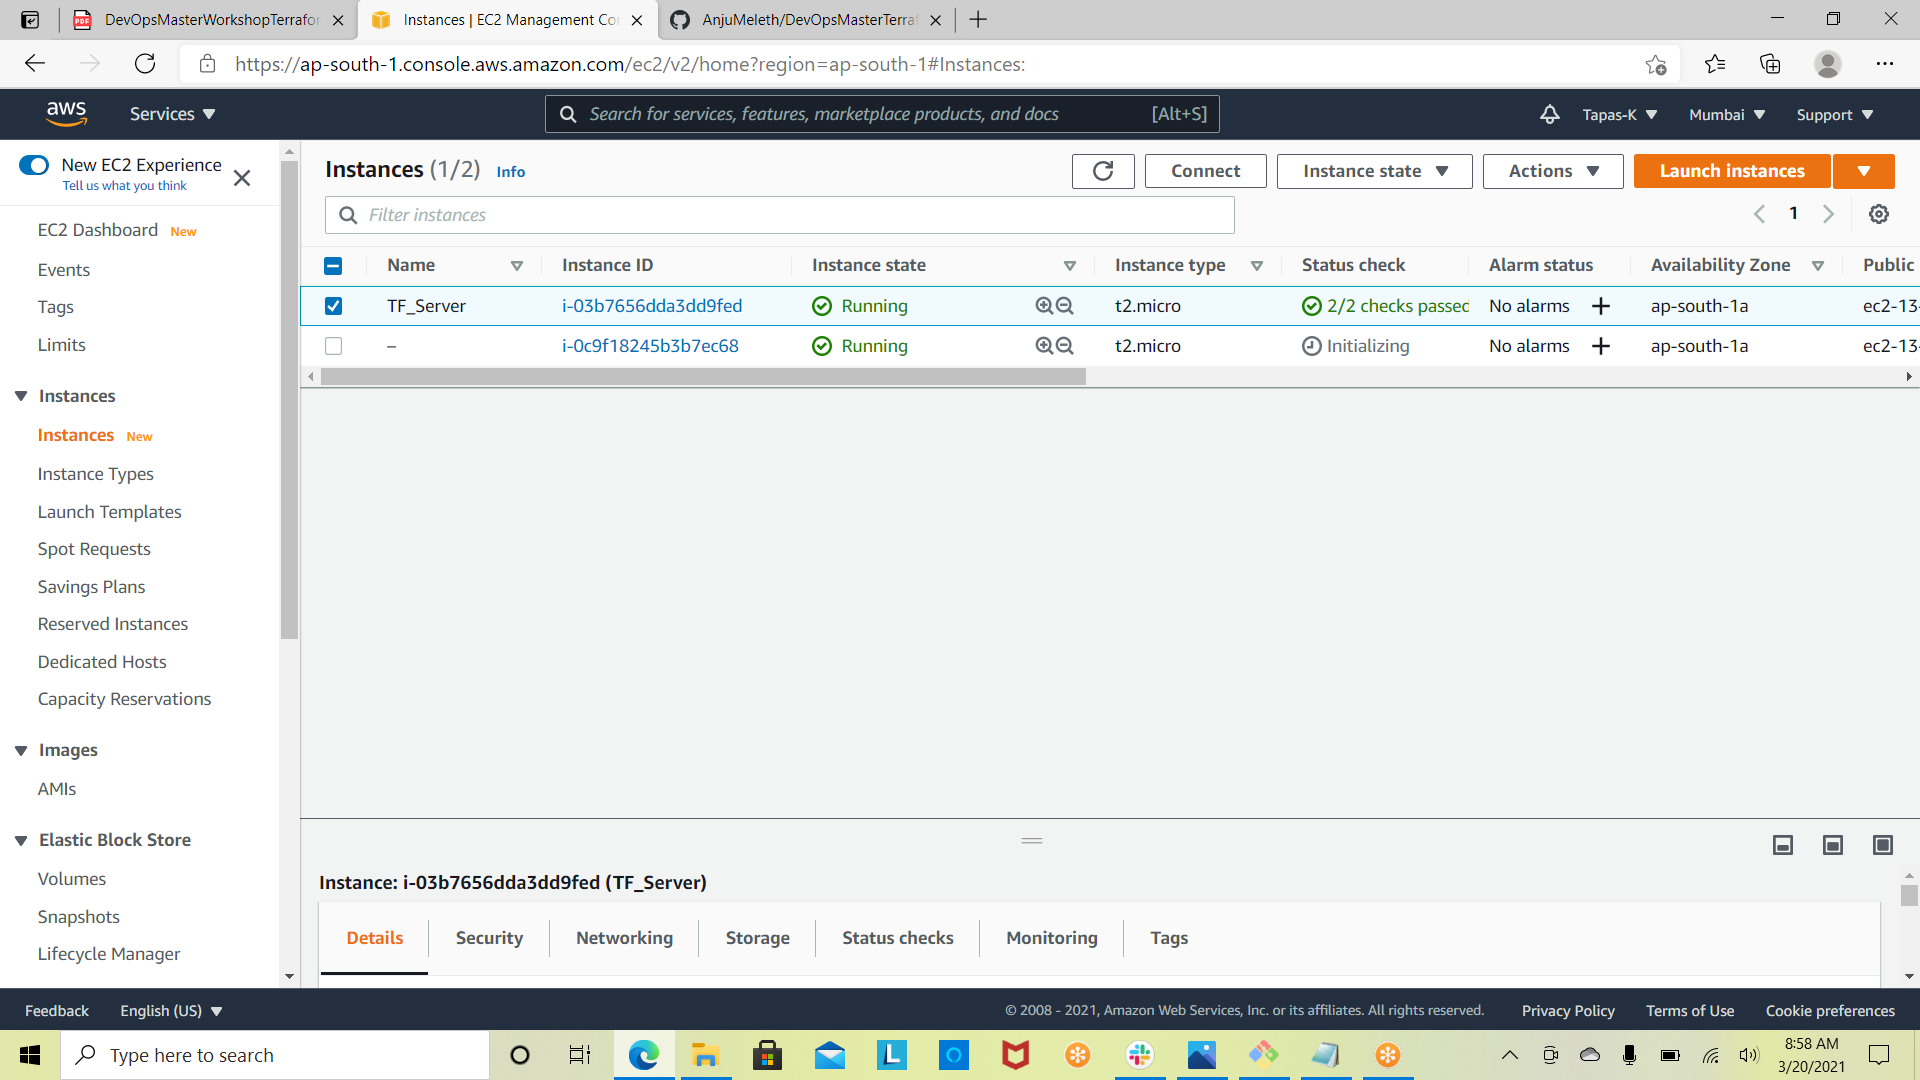 DevOpsMasterWorkshopTerrafor
Instances | EC2 Management Con
AnjuMeleth/DevOpsMasterTerraf
https://ap-south-1.console.aws.amazon.com/ec2/v2/home?region=ap-south-1#Instances:
aws
Services
Search for services, features, marketplace products, and docs
[Alt+S]
Tapas-K
Mumbai
Support
New EC2 Experience
Tell us what you think
EC2 Dashboard New
Events
Tags
Limits
Instances
Instances New
Instance Types
Launch Templates
Spot Requests
Savings Plans
Reserved Instances
Dedicated Hosts
Capacity Reservations
Images
AMIs
Elastic Block Store
Volumes
Snapshots
Lifecycle Manager
Instances (1/2) Info
Connect
Instance state
Actions
Launch instances
Filter instances
1
Name Instance ID Instance state Instance type Status check Alarm status Availability Zone Public
TF_Server i-03b7656dda3dd9fed Running t2.micro 2/2 checks passed No alarms + ap-south-1a ec2-13-
– i-0c9f18245b3b7ec68 Running t2.micro Initializing No alarms + ap-south-1a ec2-13-
Instance: i-03b7656dda3dd9fed (TF_Server)
Details
Security
Networking
Storage
Status checks
Monitoring
Tags
Feedback
English (US)
© 2008 - 2021, Amazon Web Services, Inc. or its affiliates. All rights reserved.
Privacy Policy
Terms of Use
Cookie preferences
Type here to search
8:58 AM
3/20/2021